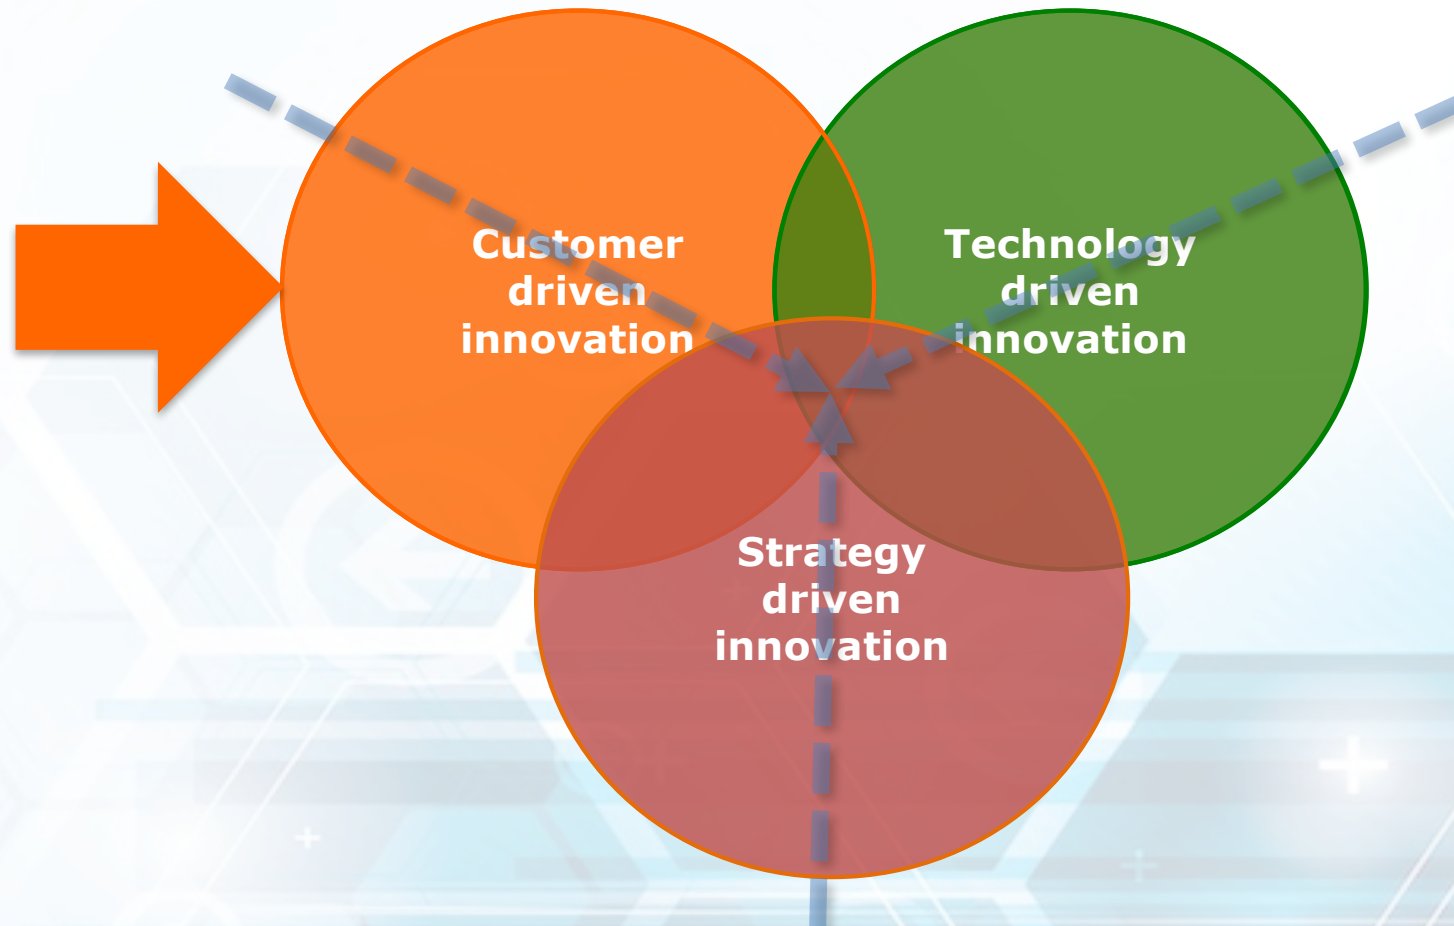 Customer
driven
innovation
Technology
driven
innovation
Strategy
driven
innovation